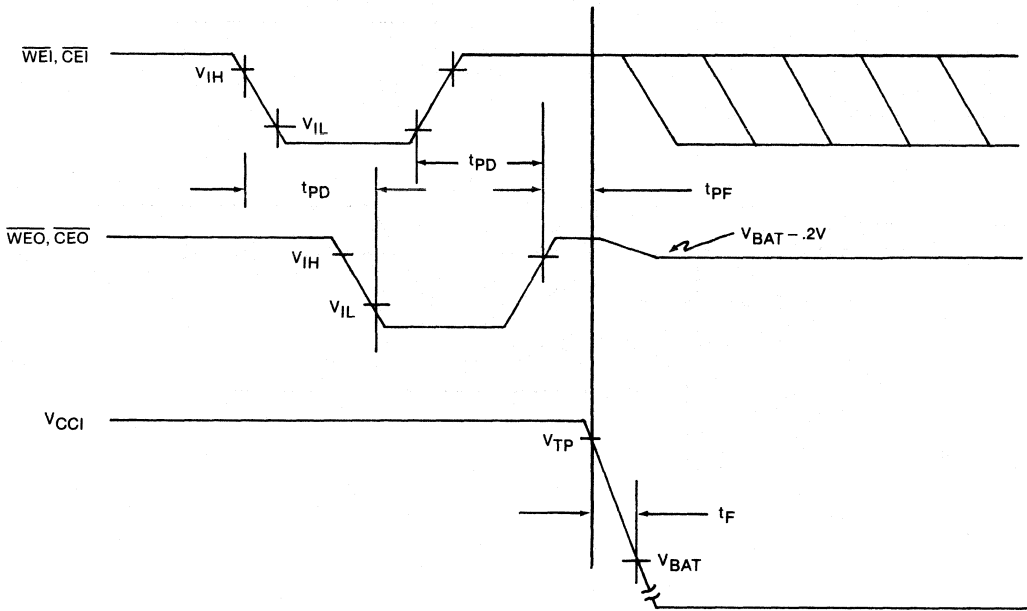 WEI, CEI
VIH
VIL
tPD
tPD
tPF
WEO, CEO
VBAT – .2V
VIH
VIL
VCCI
VTP
tF
VBAT